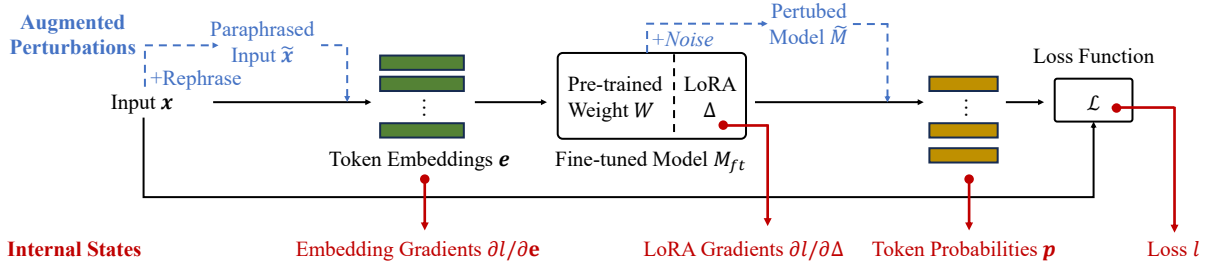 Augmented
Perturbations
Paraphrased
Input x̃
+Rephrase
Input x
⋮
Token Embeddings e
+Noise
Pertubed
Model M̃
Pre-trained
Weight W
LoRA
Δ
Fine-tuned Model M_ft
⋮
Loss Function
ℒ
Internal States
Embedding Gradients ∂l/∂e
LoRA Gradients ∂l/∂Δ
Token Probabilities p
Loss l